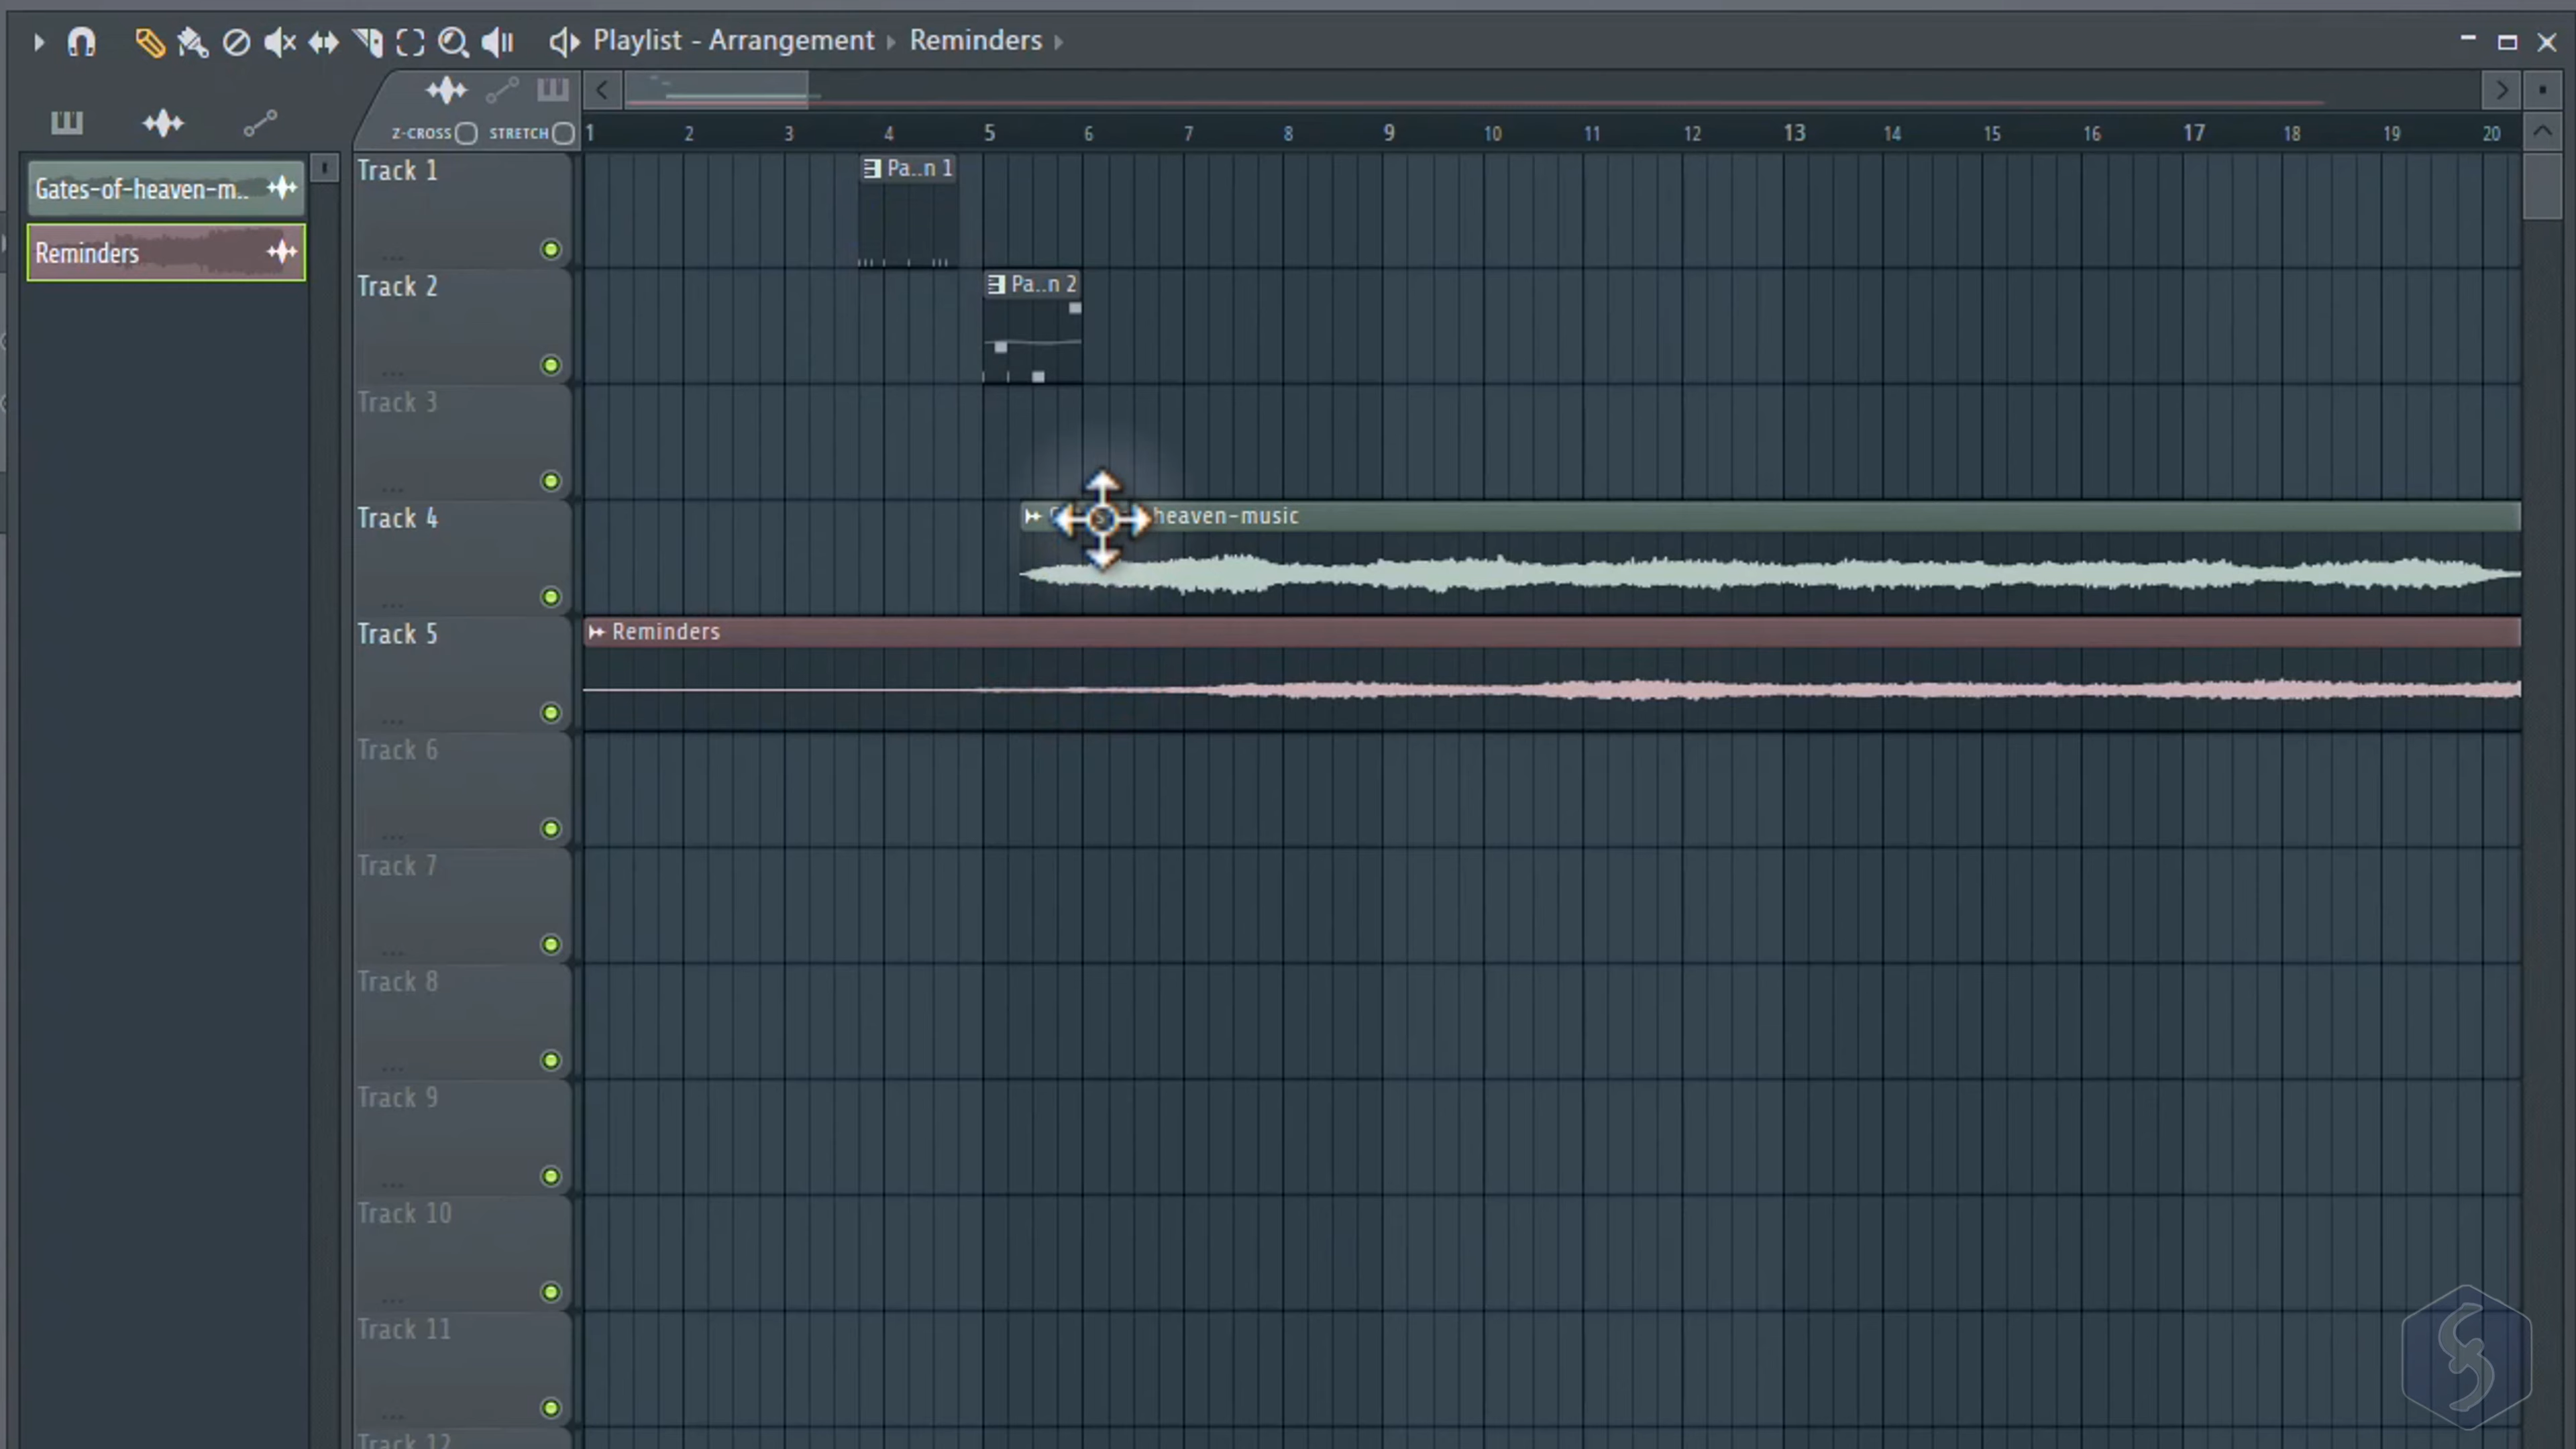 Playlist - Arrangement Reminders
Z-CROSS STRETCH
1 2 3 4 5 6 7 8 9 10 11 12 13 14 15 16 17 18 19 20
Gates-of-heaven-m..
Reminders
Track 1
Pa..n 1
Track 2
Pa..n 2
Track 3
Track 4
heaven-music
Track 5
Reminders
Track 6
Track 7
Track 8
Track 9
Track 10
Track 11
Track 12